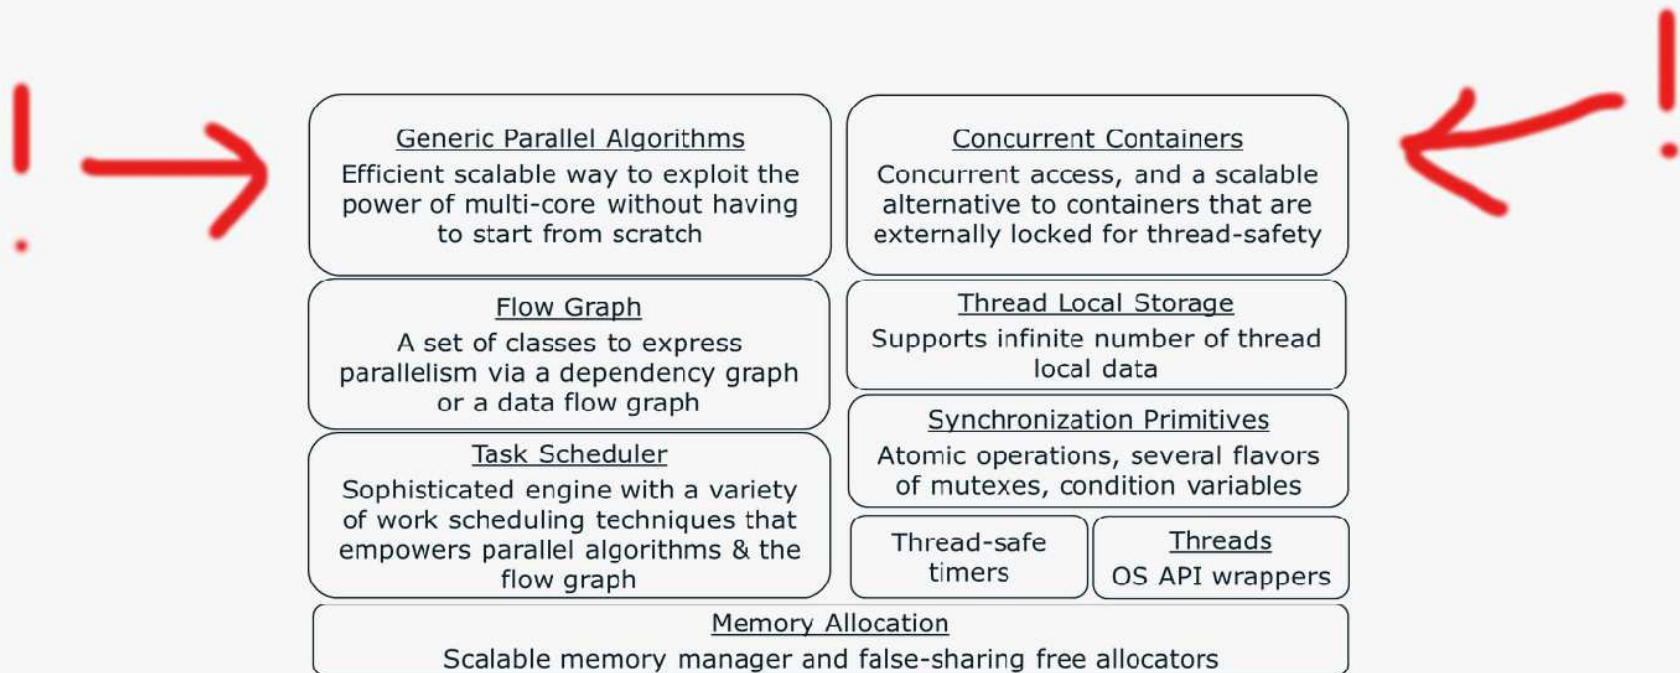 !
!
Generic Parallel Algorithms
Efficient scalable way to exploit the
power of multi-core without having
to start from scratch
Concurrent Containers
Concurrent access, and a scalable
alternative to containers that are
externally locked for thread-safety
Flow Graph
A set of classes to express
parallelism via a dependency graph
or a data flow graph
Thread Local Storage
Supports infinite number of thread
local data
Task Scheduler
Sophisticated engine with a variety
of work scheduling techniques that
empowers parallel algorithms & the
flow graph
Synchronization Primitives
Atomic operations, several flavors
of mutexes, condition variables
Thread-safe
timers
Threads
OS API wrappers
Memory Allocation
Scalable memory manager and false-sharing free allocators